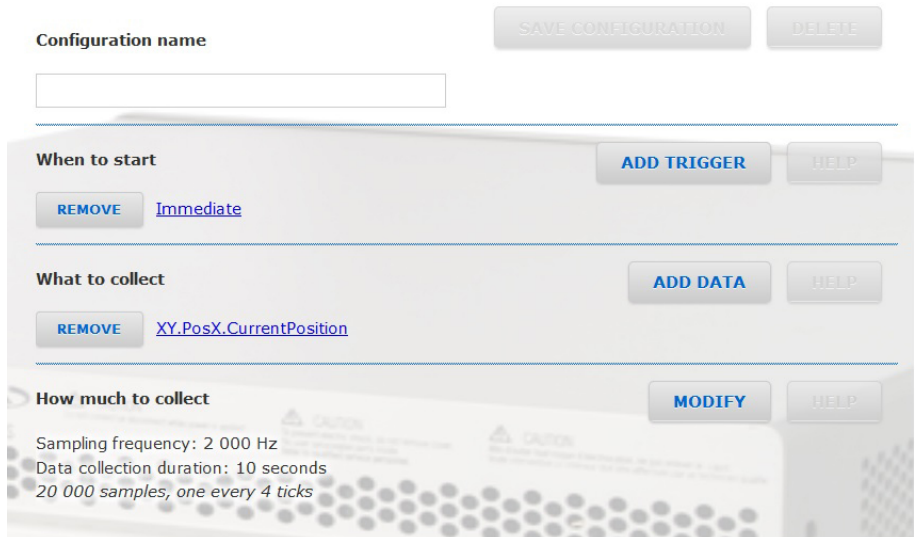 SAVE CONFIGURATION
DELETE
Configuration name
When to start
ADD TRIGGER
HELP
REMOVE
Immediate
What to collect
ADD DATA
HELP
REMOVE
XY.PosX.CurrentPosition
How much to collect
MODIFY
HELP
CAUTION
CAUTION
Sampling frequency: 2 000 Hz
Data collection duration: 10 seconds
20 000 samples, one every 4 ticks